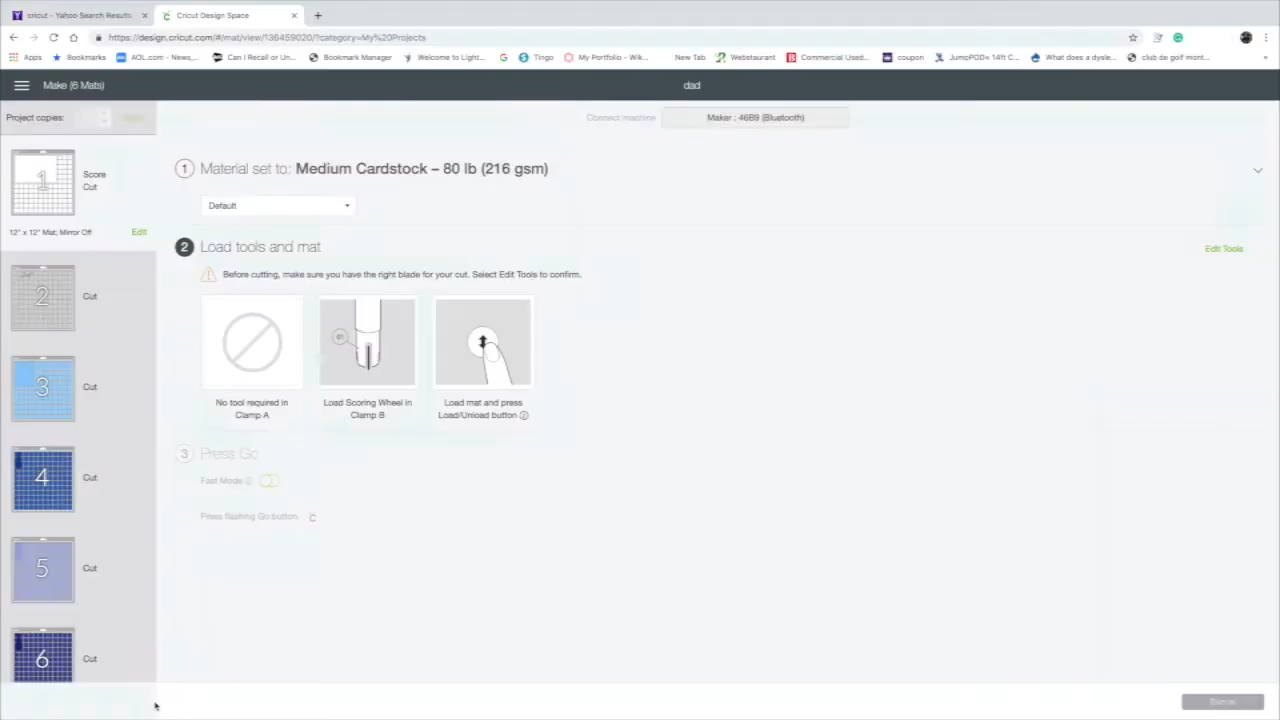 cricut - Yahoo Search Results
Cricut Design Space
https://design.cricut.com/#/mat/view/136459020/?category=My%20Projects
Apps
Bookmarks
AOL.com - News,...
Can I Recall or Un...
Bookmark Manager
Welcome to Light...
Tingo
My Portfolio - Wik...
New Tab
Webstaurant
Commercial Used...
coupon
JumpPOD« 14ft C...
What does a dysle...
club de golf mont...
Make (6 Mats)
dad
Project copies:
Connect machine
Maker : 46B9 (Bluetooth)
1
Score
Cut
12" x 12" Mat; Mirror Off
Edit
2
Cut
3
Cut
4
Cut
5
Cut
6
Cut
1
Material set to: Medium Cardstock – 80 lb (216 gsm)
Default
2
Load tools and mat
Edit Tools
Before cutting, make sure you have the right blade for your cut. Select Edit Tools to confirm.
No tool required in
Clamp A
Load Scoring Wheel in
Clamp B
Load mat and press
Load/Unload button
3
Press Go
Fast Mode
Press flashing Go button.